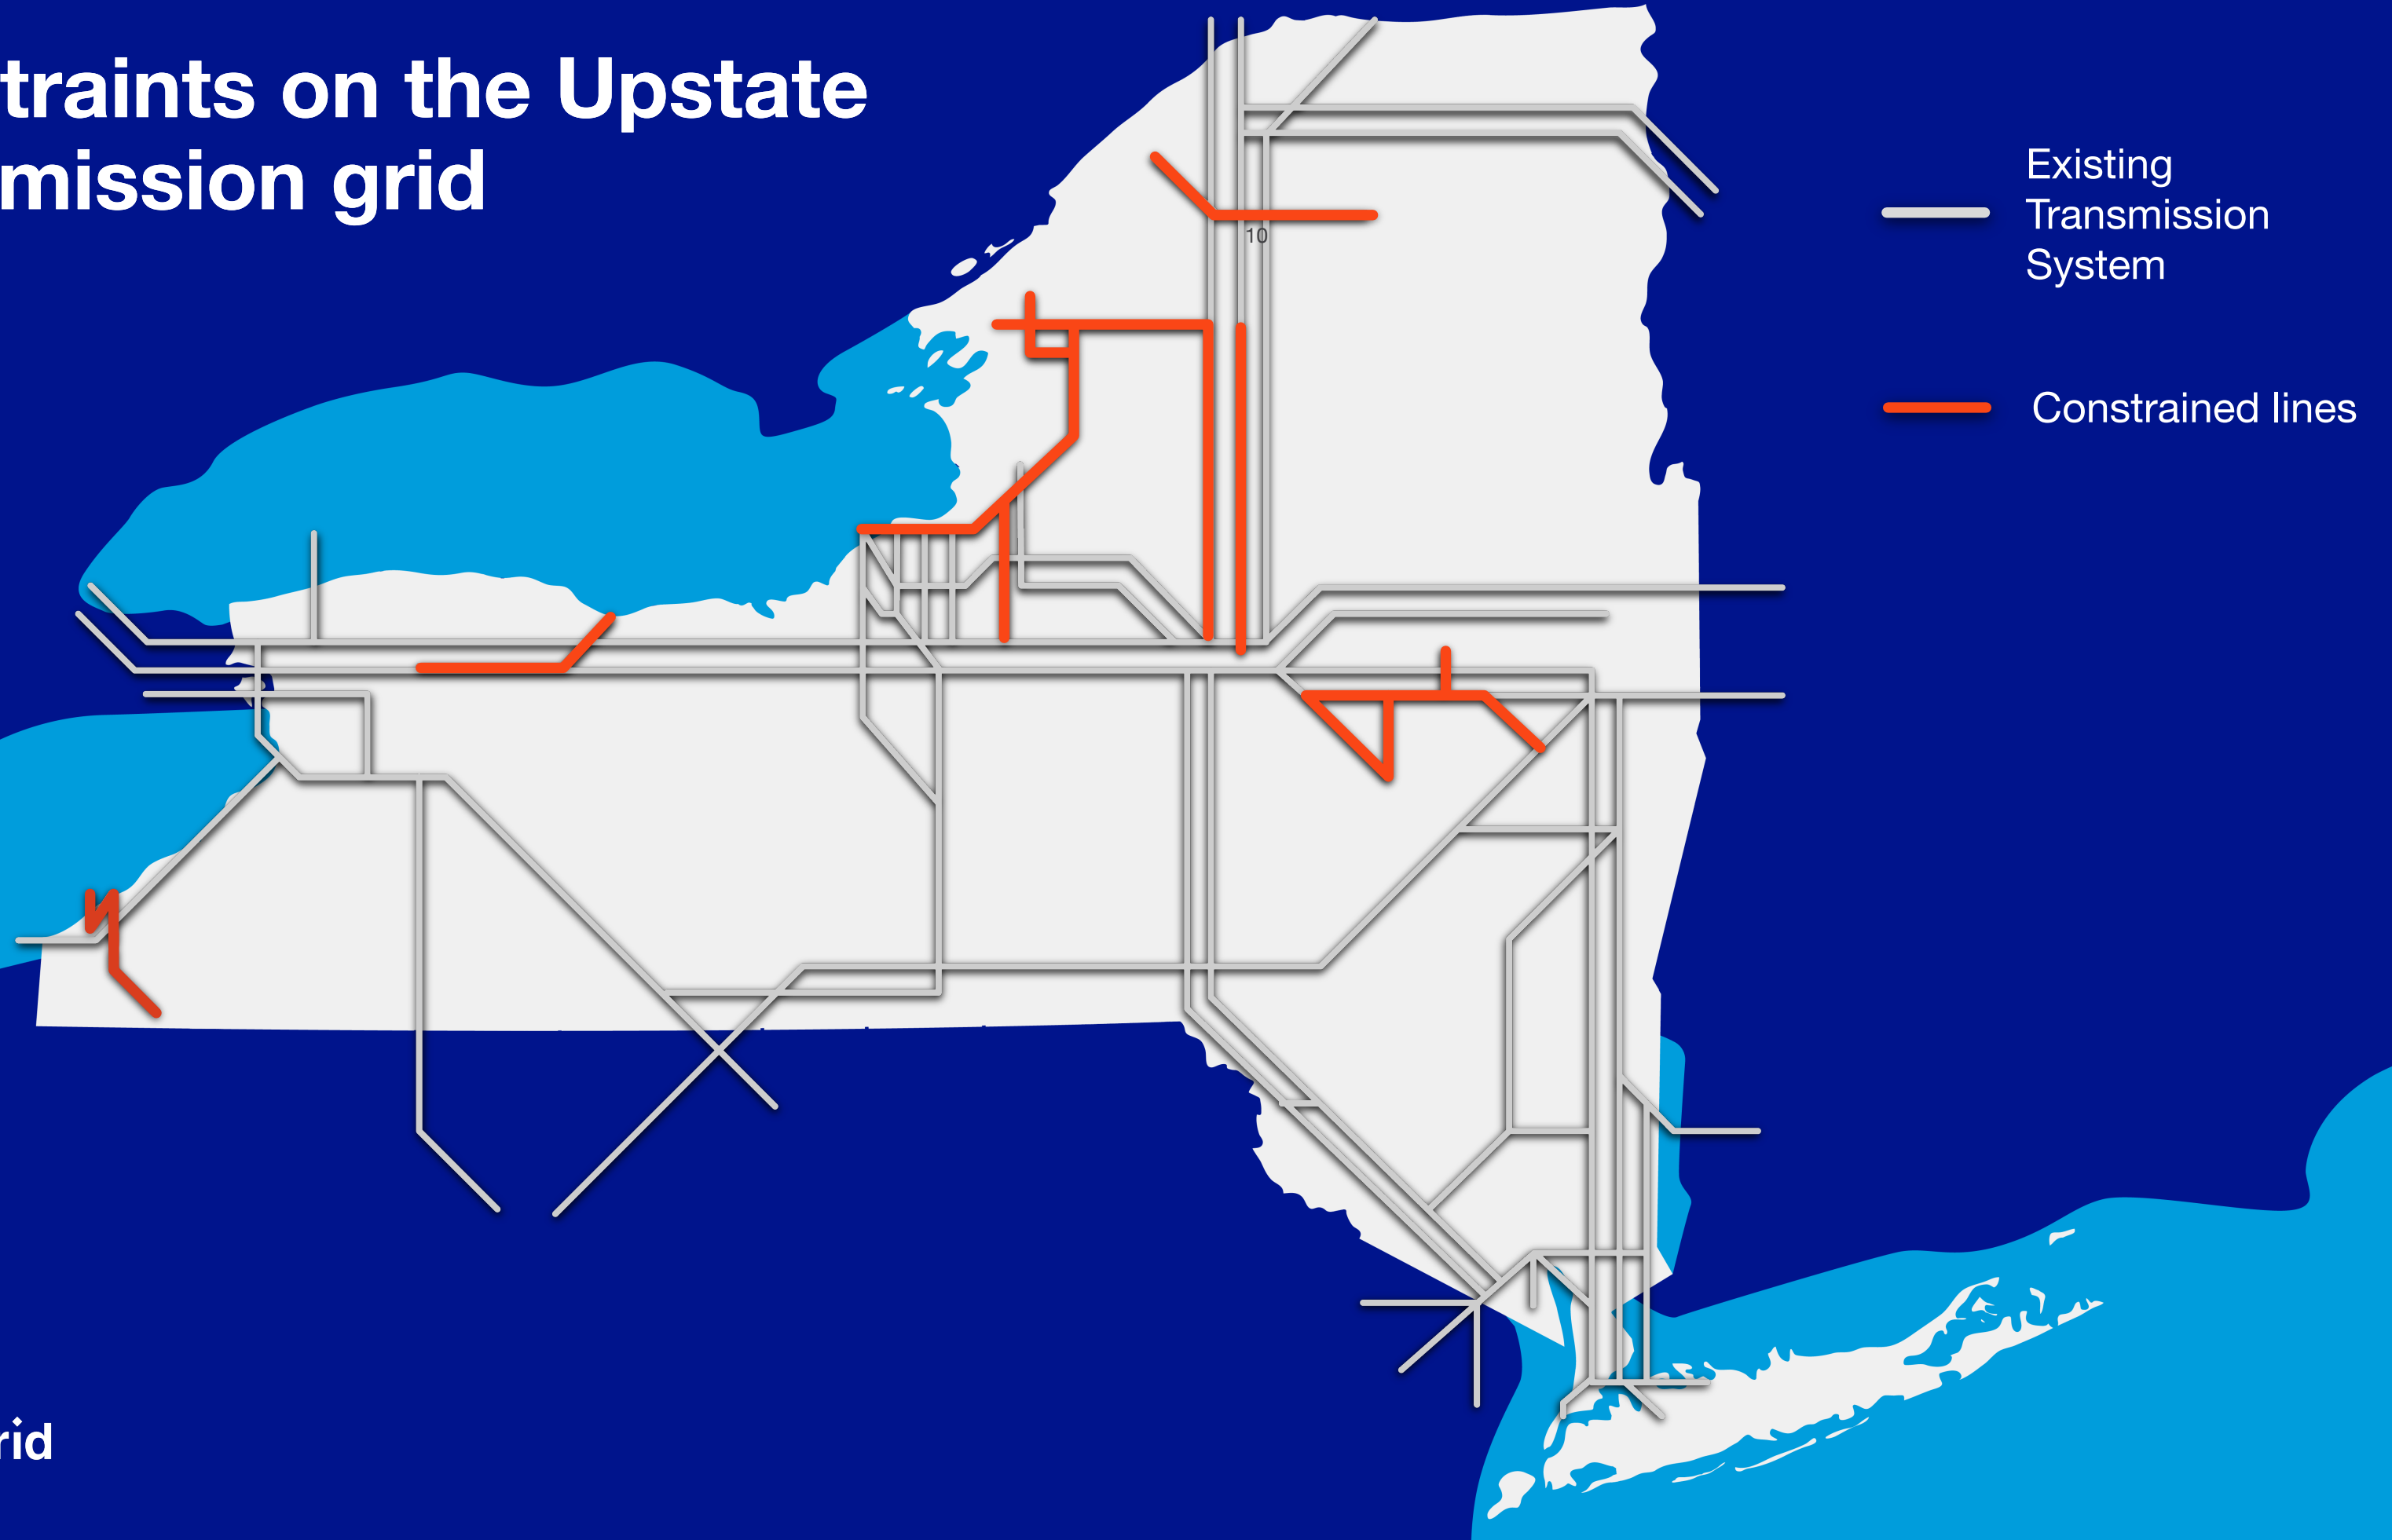 traints on the Upstate
mission grid
Existing
Transmission
System
10
Constrained lines
rid